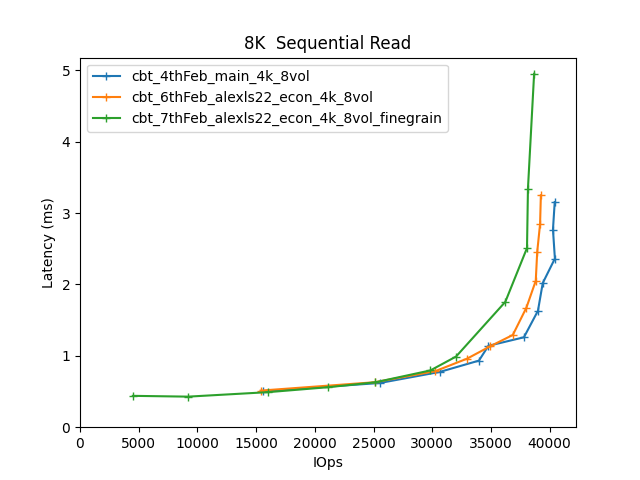 8K  Sequential Read
cbt_4thFeb_main_4k_8vol
cbt_6thFeb_alexls22_econ_4k_8vol
cbt_7thFeb_alexls22_econ_4k_8vol_finegrain
Latency (ms)
5
4
3
2
1
0
0 5000 10000 15000 20000 25000 30000 35000 40000
IOps